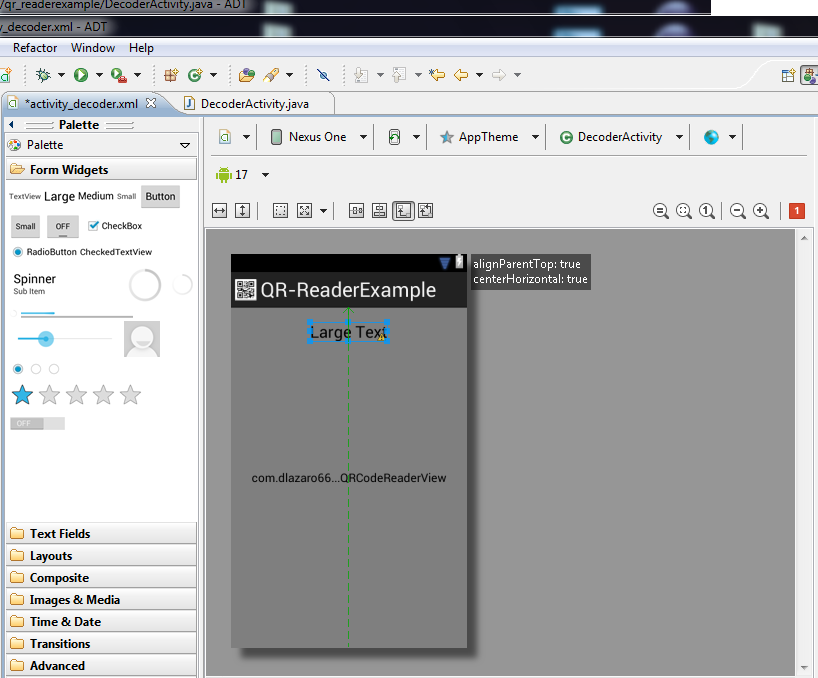 /qr_readerexample/DecoderActivity.java - ADT
y_decoder.xml - ADT
Refactor Window Help
*activity_decoder.xml DecoderActivity.java
Palette
Palette
Nexus One AppTheme DecoderActivity
Form Widgets
17
TextView Large Medium Small Button
Small OFF CheckBox
1
RadioButton CheckedTextView
Spinner
Sub Item
alignParentTop: true
centerHorizontal: true
QR-ReaderExample
Large Text
com.dlazaro66...QRCodeReaderView
OFF
Text Fields
Layouts
Composite
Images & Media
Time & Date
Transitions
Advanced